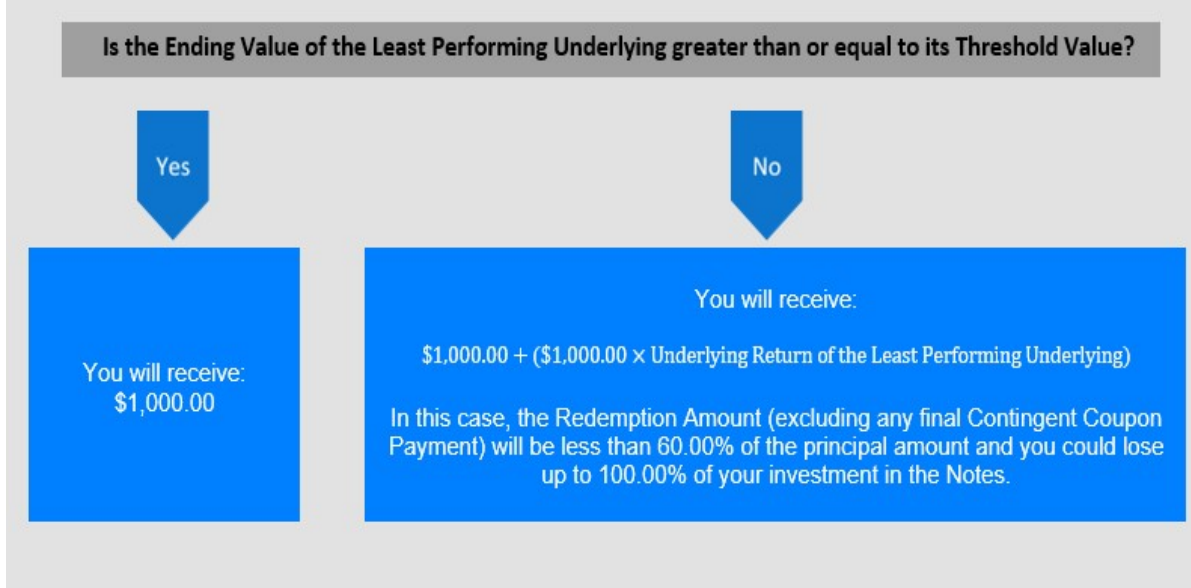 Is the Ending Value of the Least Performing Underlying greater than or equal to its Threshold Value?
Yes
No
You will receive:
$1,000.00
You will receive:
$1,000.00 + ($1,000.00 × Underlying Return of the Least Performing Underlying)
In this case, the Redemption Amount (excluding any final Contingent Coupon
Payment) will be less than 60.00% of the principal amount and you could lose
up to 100.00% of your investment in the Notes.